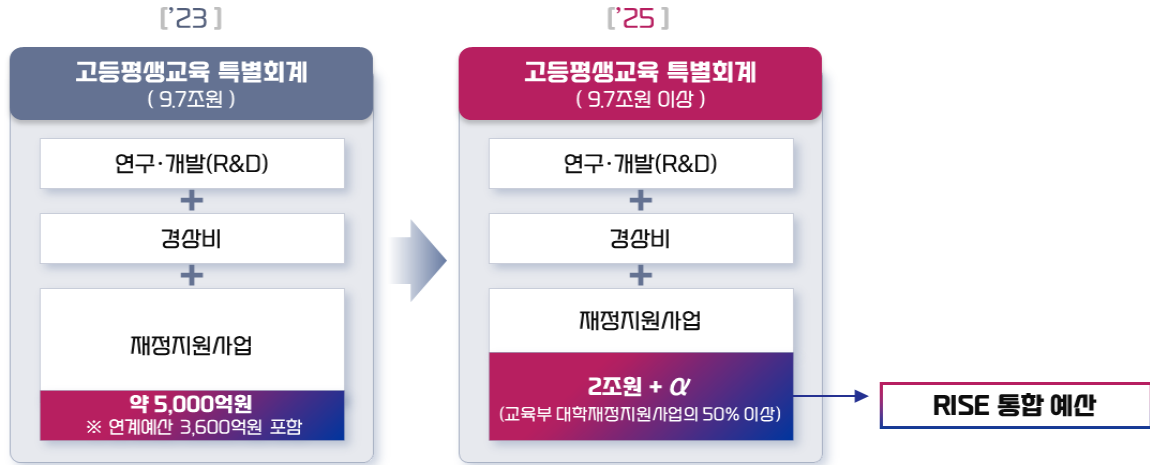 ['23]
고등평생교육 특별회계
( 9.7조원 )
연구·개발(R&D)
+
경상비
+
재정지원사업
약 5,000억원
※ 연계예산 3,600억원 포함
['25]
고등평생교육 특별회계
( 9.7조원 이상 )
연구·개발(R&D)
+
경상비
+
재정지원사업
2조원 + α
(교육부 대학재정지원사업의 50% 이상)
RISE 통합 예산